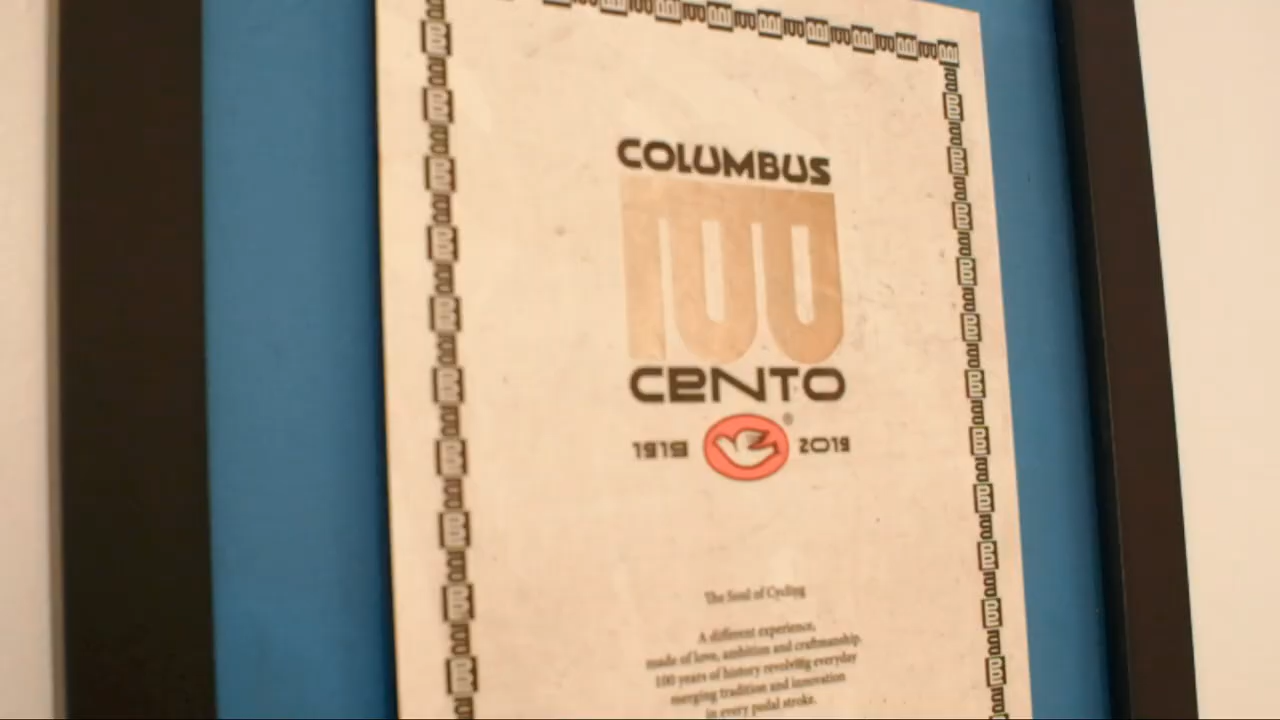 COLUMBUS
100
CENTO
1919 ® 2019
The Soul of Cycling
A different experience,
made of love, ambition and craftmanship.
100 years of history revolving everyday
merging tradition and innovation
in every pedal stroke.